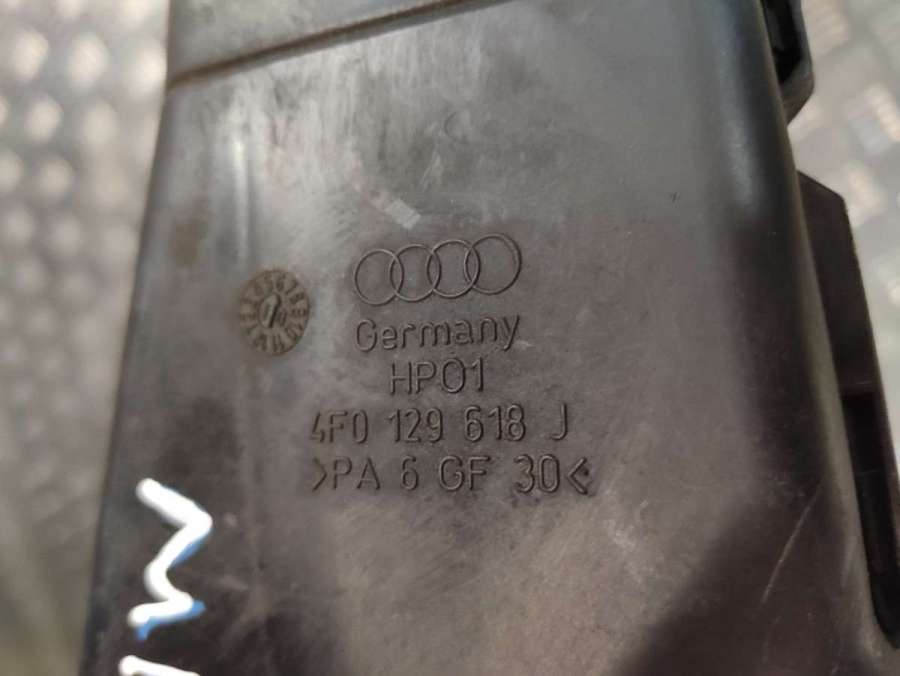 Germany
HP01
4F0 129 618 J
>PA 6 GF 30<